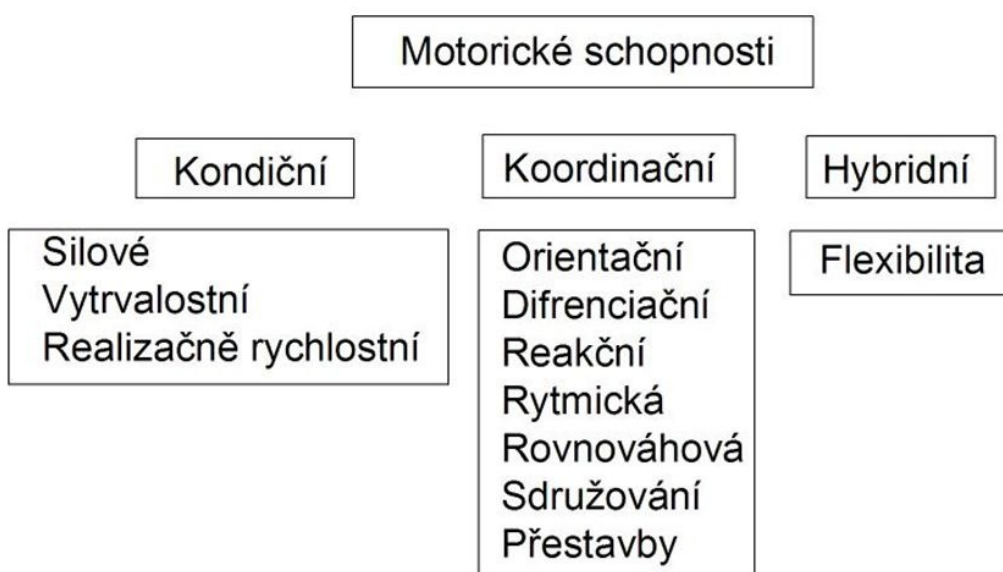 Motorické schopnosti
Kondiční
Koordinační
Hybridní
Silové
Vytrvalostní
Realizačně rychlostní
Orientační
Difrenciační
Reakční
Rytmická
Rovnováhová
Sdružování
Přestavby
Flexibilita